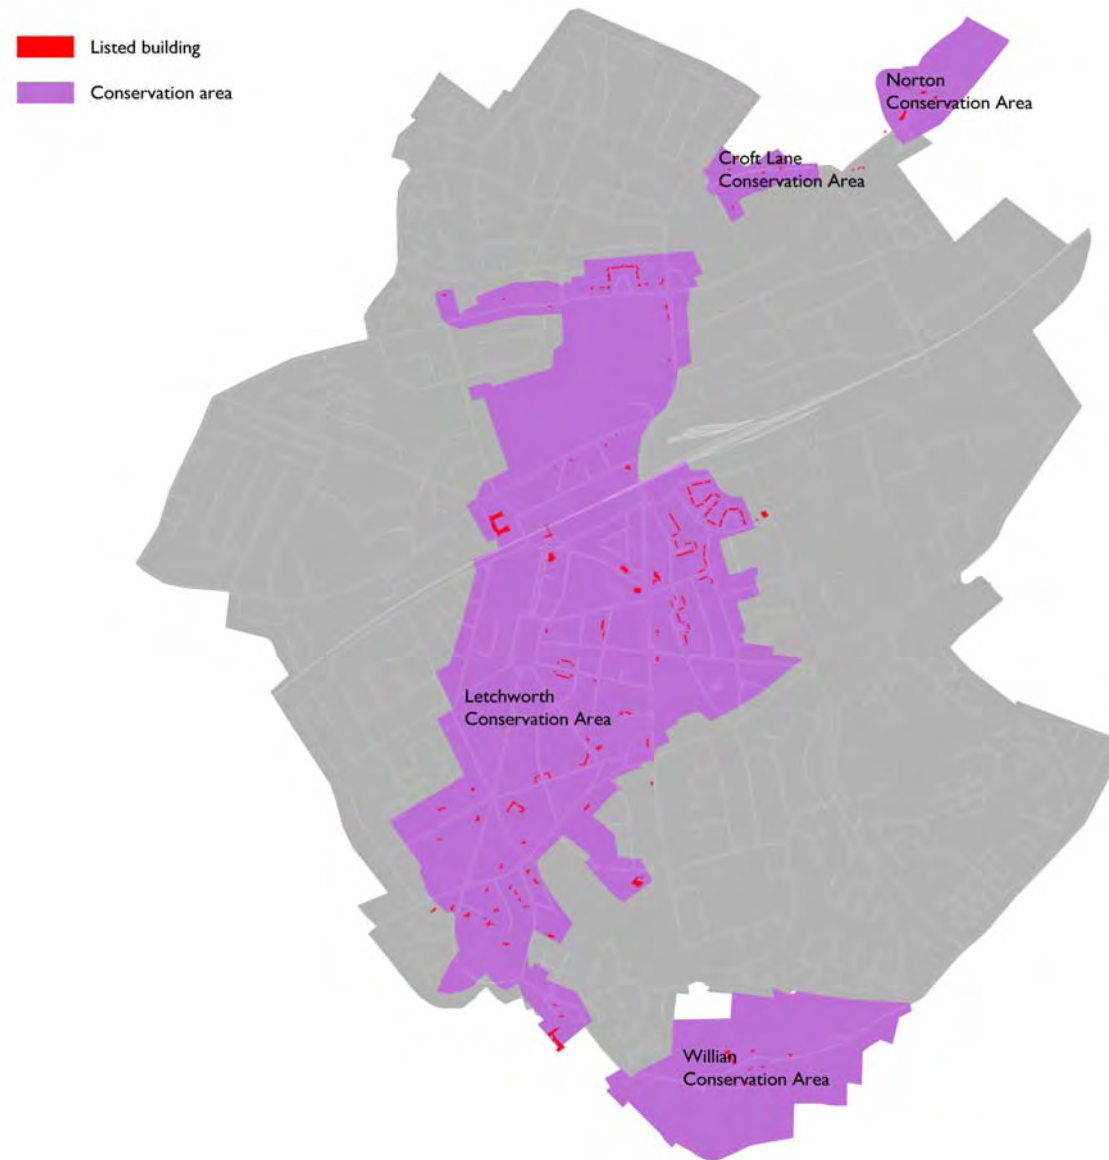 Listed building
Conservation area
Norton
Conservation Area
Croft Lane
Conservation Area
Letchworth
Conservation Area
Willian
Conservation Area